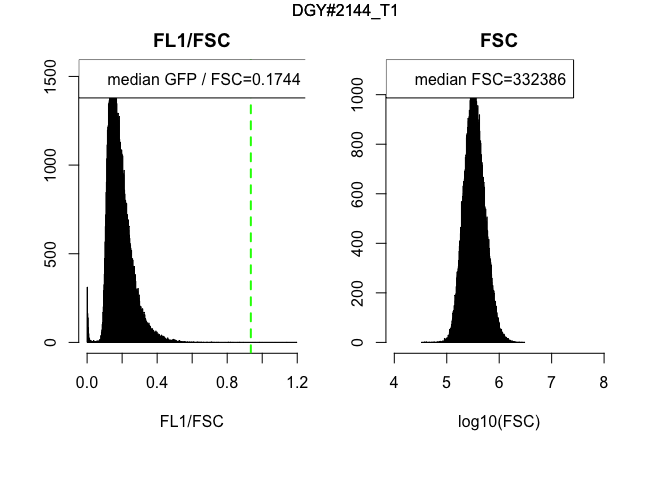 DGY#2144_T1
FL1/FSC
median GFP / FSC=0.1744
1500
1000
500
0
0.0 0.4 0.8 1.2
FL1/FSC
FSC
median FSC=332386
1000
800
600
400
200
0
4 5 6 7 8
log10(FSC)